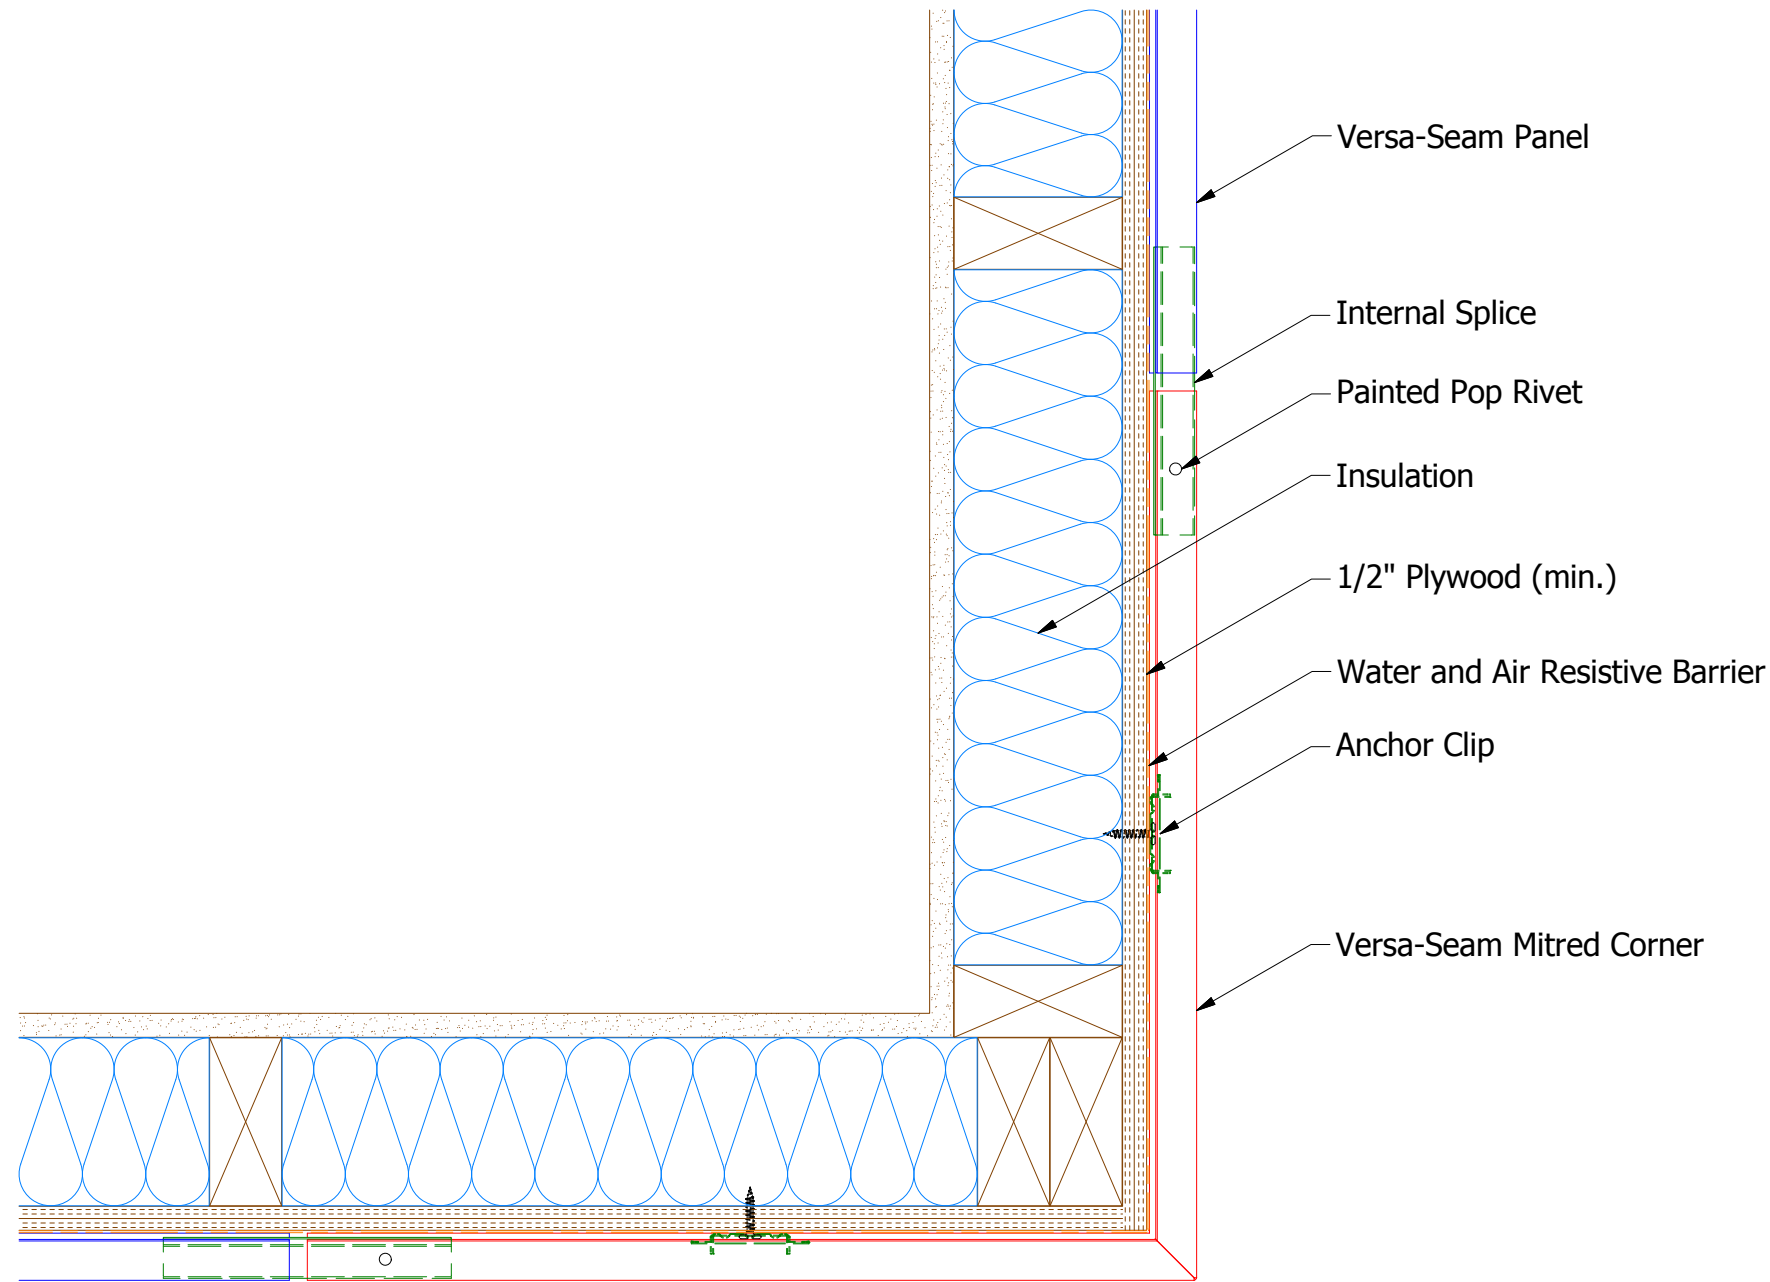 Versa-Seam Panel
Internal Splice
Painted Pop Rivet
Insulation
1/2" Plywood (min.)
Water and Air Resistive Barrier
Anchor Clip
Versa-Seam Mitred Corner